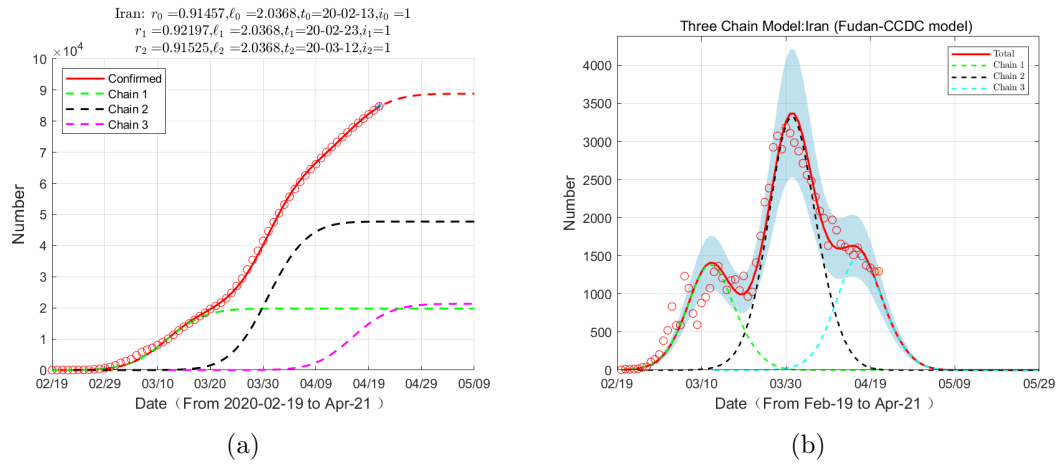 Iran: r0 =0.91457,ℓ0 =2.0368,t0=20-02-13,i0 =1
r1 =0.92197,ℓ1 =2.0368,t1=20-02-23,i1=1
r2 =0.91525,ℓ2 =2.0368,t2=20-03-12,i2=1
× 10^4
10
9
8
7
6
5
4
3
2
1
0
Number
Confirmed
Chain 1
Chain 2
Chain 3
02/19 02/29 03/10 03/20 03/30 04/09 04/19 04/29 05/09
Date（From 2020-02-19 to Apr-21 ）
(a)
Three Chain Model:Iran (Fudan-CCDC model)
4000
3500
3000
2500
2000
1500
1000
500
0
Number
Total
Chain 1
Chain 2
Chain 3
02/19 03/10 03/30 04/19 05/09 05/29
Date（From Feb-19 to Apr-21 ）
(b)